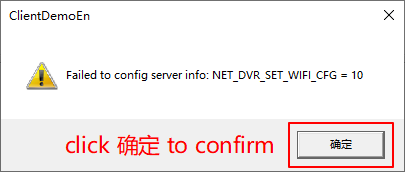 ClientDemoEn
Failed to config server info: NET_DVR_SET_WIFI_CFG = 10
click 确定 to confirm
确定